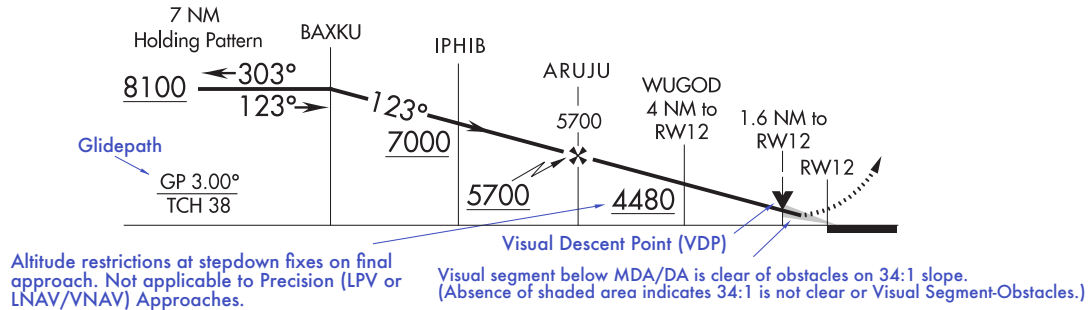 7 NM
Holding Pattern
BAXKU
IPHIB
ARUJU
WUGOD
4 NM to
RW12
1.6 NM to
RW12
RW12
8100
303°
123°
123°
7000
5700
5700
4480
Glidepath
GP 3.00°
TCH 38
Visual Descent Point (VDP)
Altitude restrictions at stepdown fixes on final
approach. Not applicable to Precision (LPV or
LNAV/VNAV) Approaches.
Visual segment below MDA/DA is clear of obstacles on 34:1 slope.
(Absence of shaded area indicates 34:1 is not clear or Visual Segment-Obstacles.)